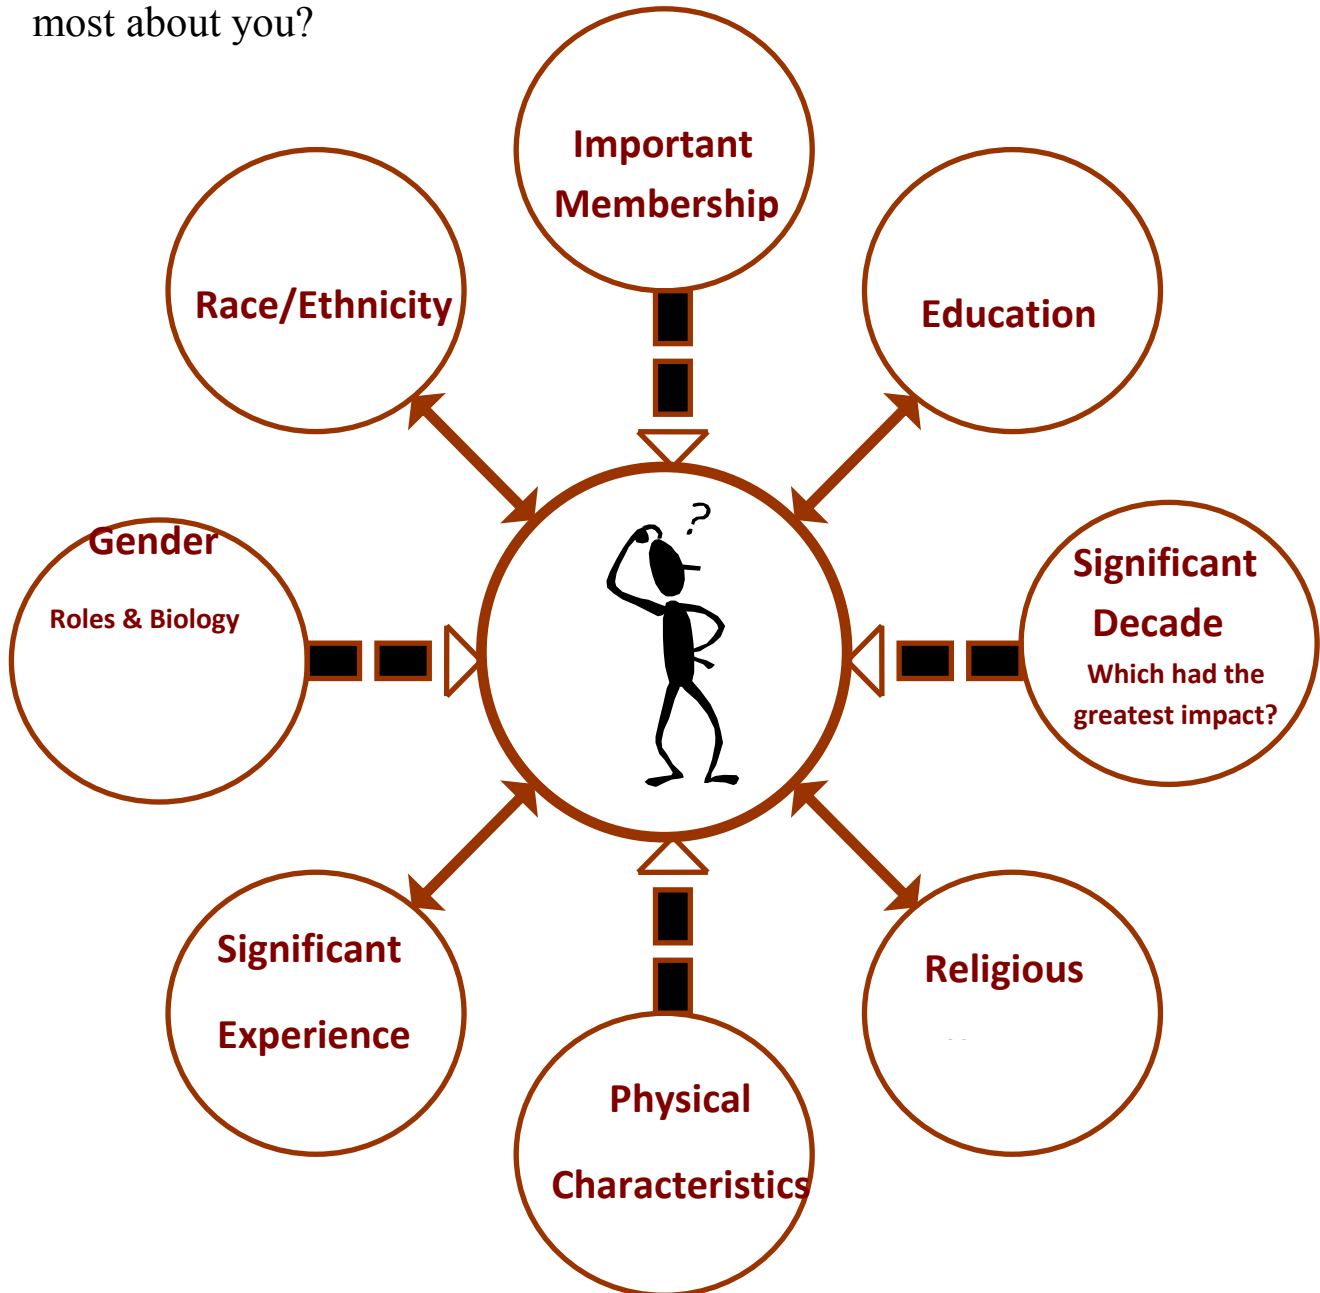 most about you?
Important
Membership
Race/Ethnicity
Education
Gender
Roles & Biology
Significant
Decade
Which had the
greatest impact?
Significant
Experience
Religious
Physical
Characteristics
?